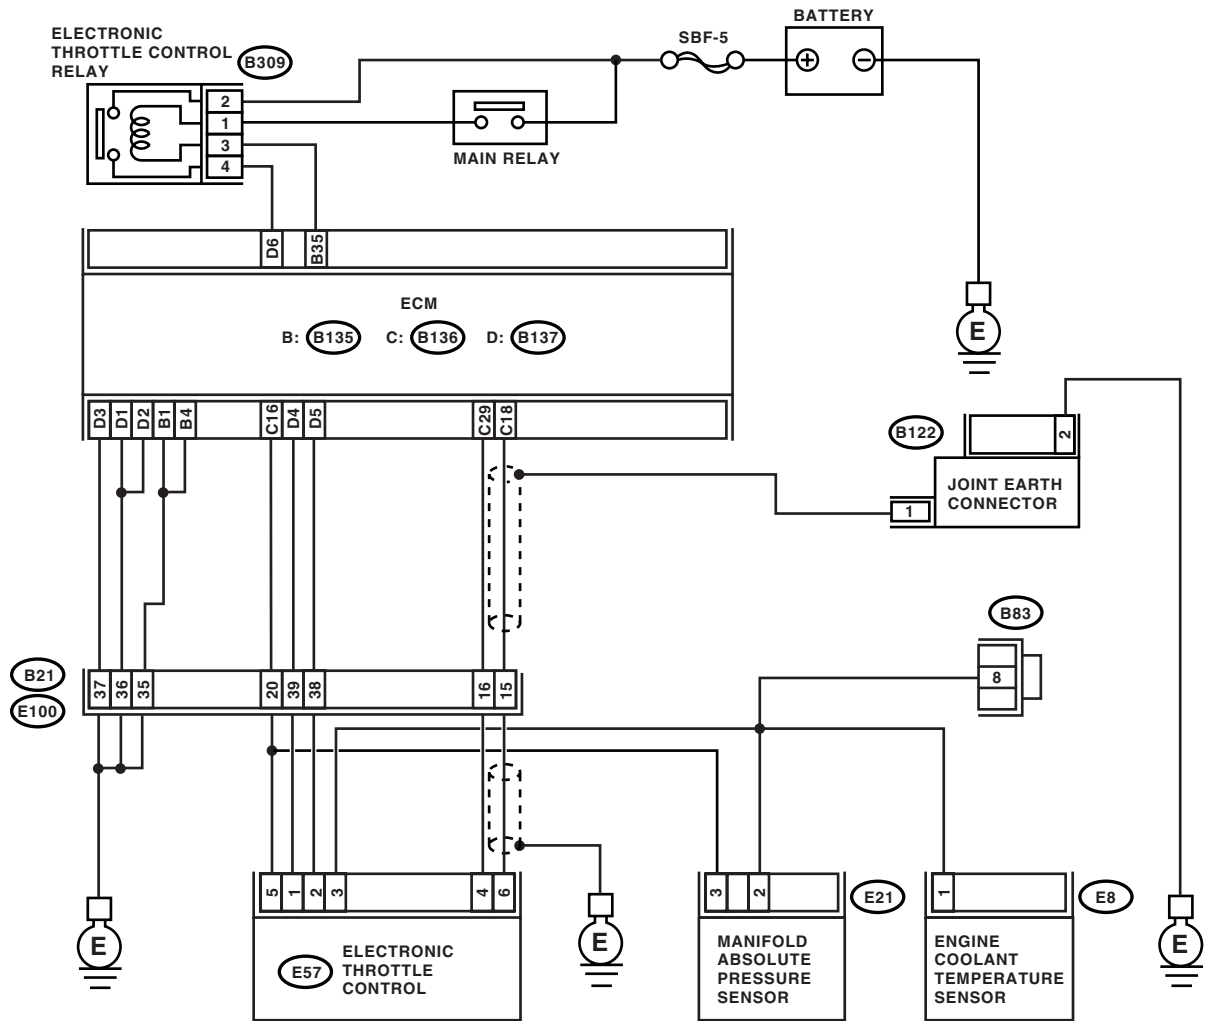 BATTERY
ELECTRONIC
THROTTLE CONTROL
RELAY
B309
SBF-5
2
1
3
4
MAIN RELAY
D6
B35
ECM
B: B135 C: B136 D: B137
E
D3 D1 D2 B1 B4 C16 D4 D5 C29 C18
B122
2
JOINT EARTH
CONNECTOR
1
B83
8
B21
E100
37 36 35 20 39 38 16 15
5 1 2 3 4 6
3 2
E21
1
E8
E
E57
ELECTRONIC
THROTTLE
CONTROL
E
MANIFOLD
ABSOLUTE
PRESSURE
SENSOR
ENGINE
COOLANT
TEMPERATURE
SENSOR
E